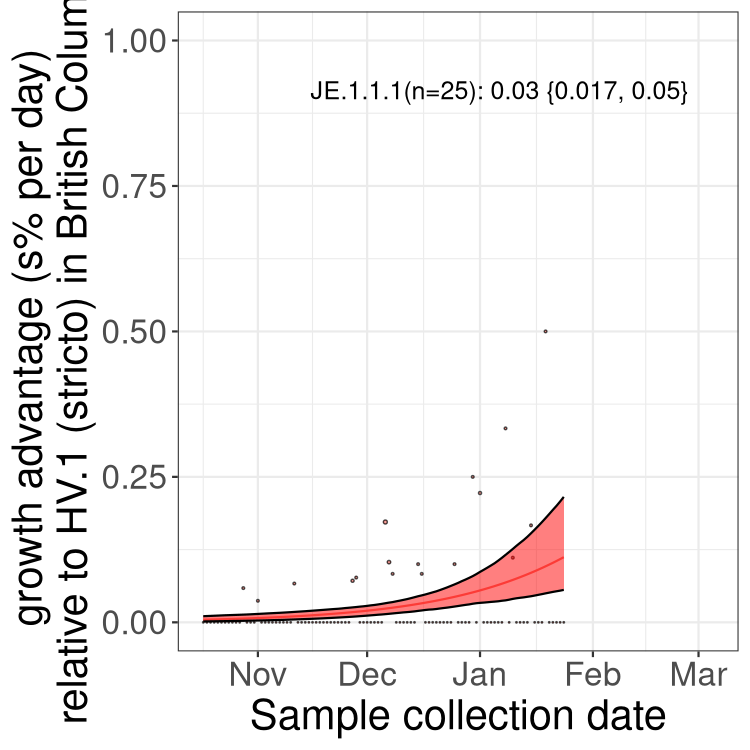 growth advantage (s% per day)
relative to HV.1 (stricto) in British Colum
1.00
0.75
0.50
0.25
0.00
JE.1.1.1(n=25): 0.03 {0.017, 0.05}
Nov Dec Jan Feb Mar
Sample collection date